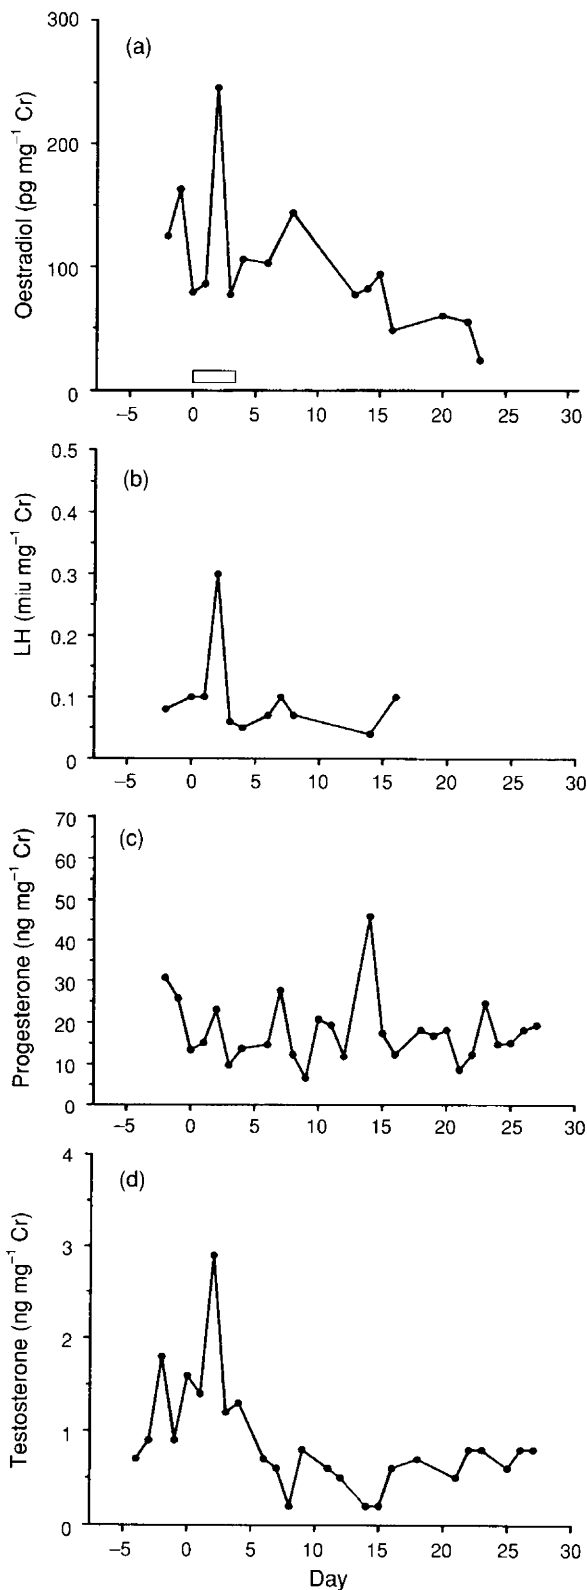 300
(a)
Oestradiol (pg mg⁻¹ Cr)
200
100
0
−5 0 5 10 15 20 25 30
0.5
(b)
0.4
LH (miu mg⁻¹ Cr)
0.3
0.2
0.1
0
−5 0 5 10 15 20 25 30
70
(c)
60
50
Progesterone (ng mg⁻¹ Cr)
40
30
20
10
0
−5 0 5 10 15 20 25 30
4
(d)
3
Testosterone (ng mg⁻¹ Cr)
2
1
0
−5 0 5 10 15 20 25 30
Day